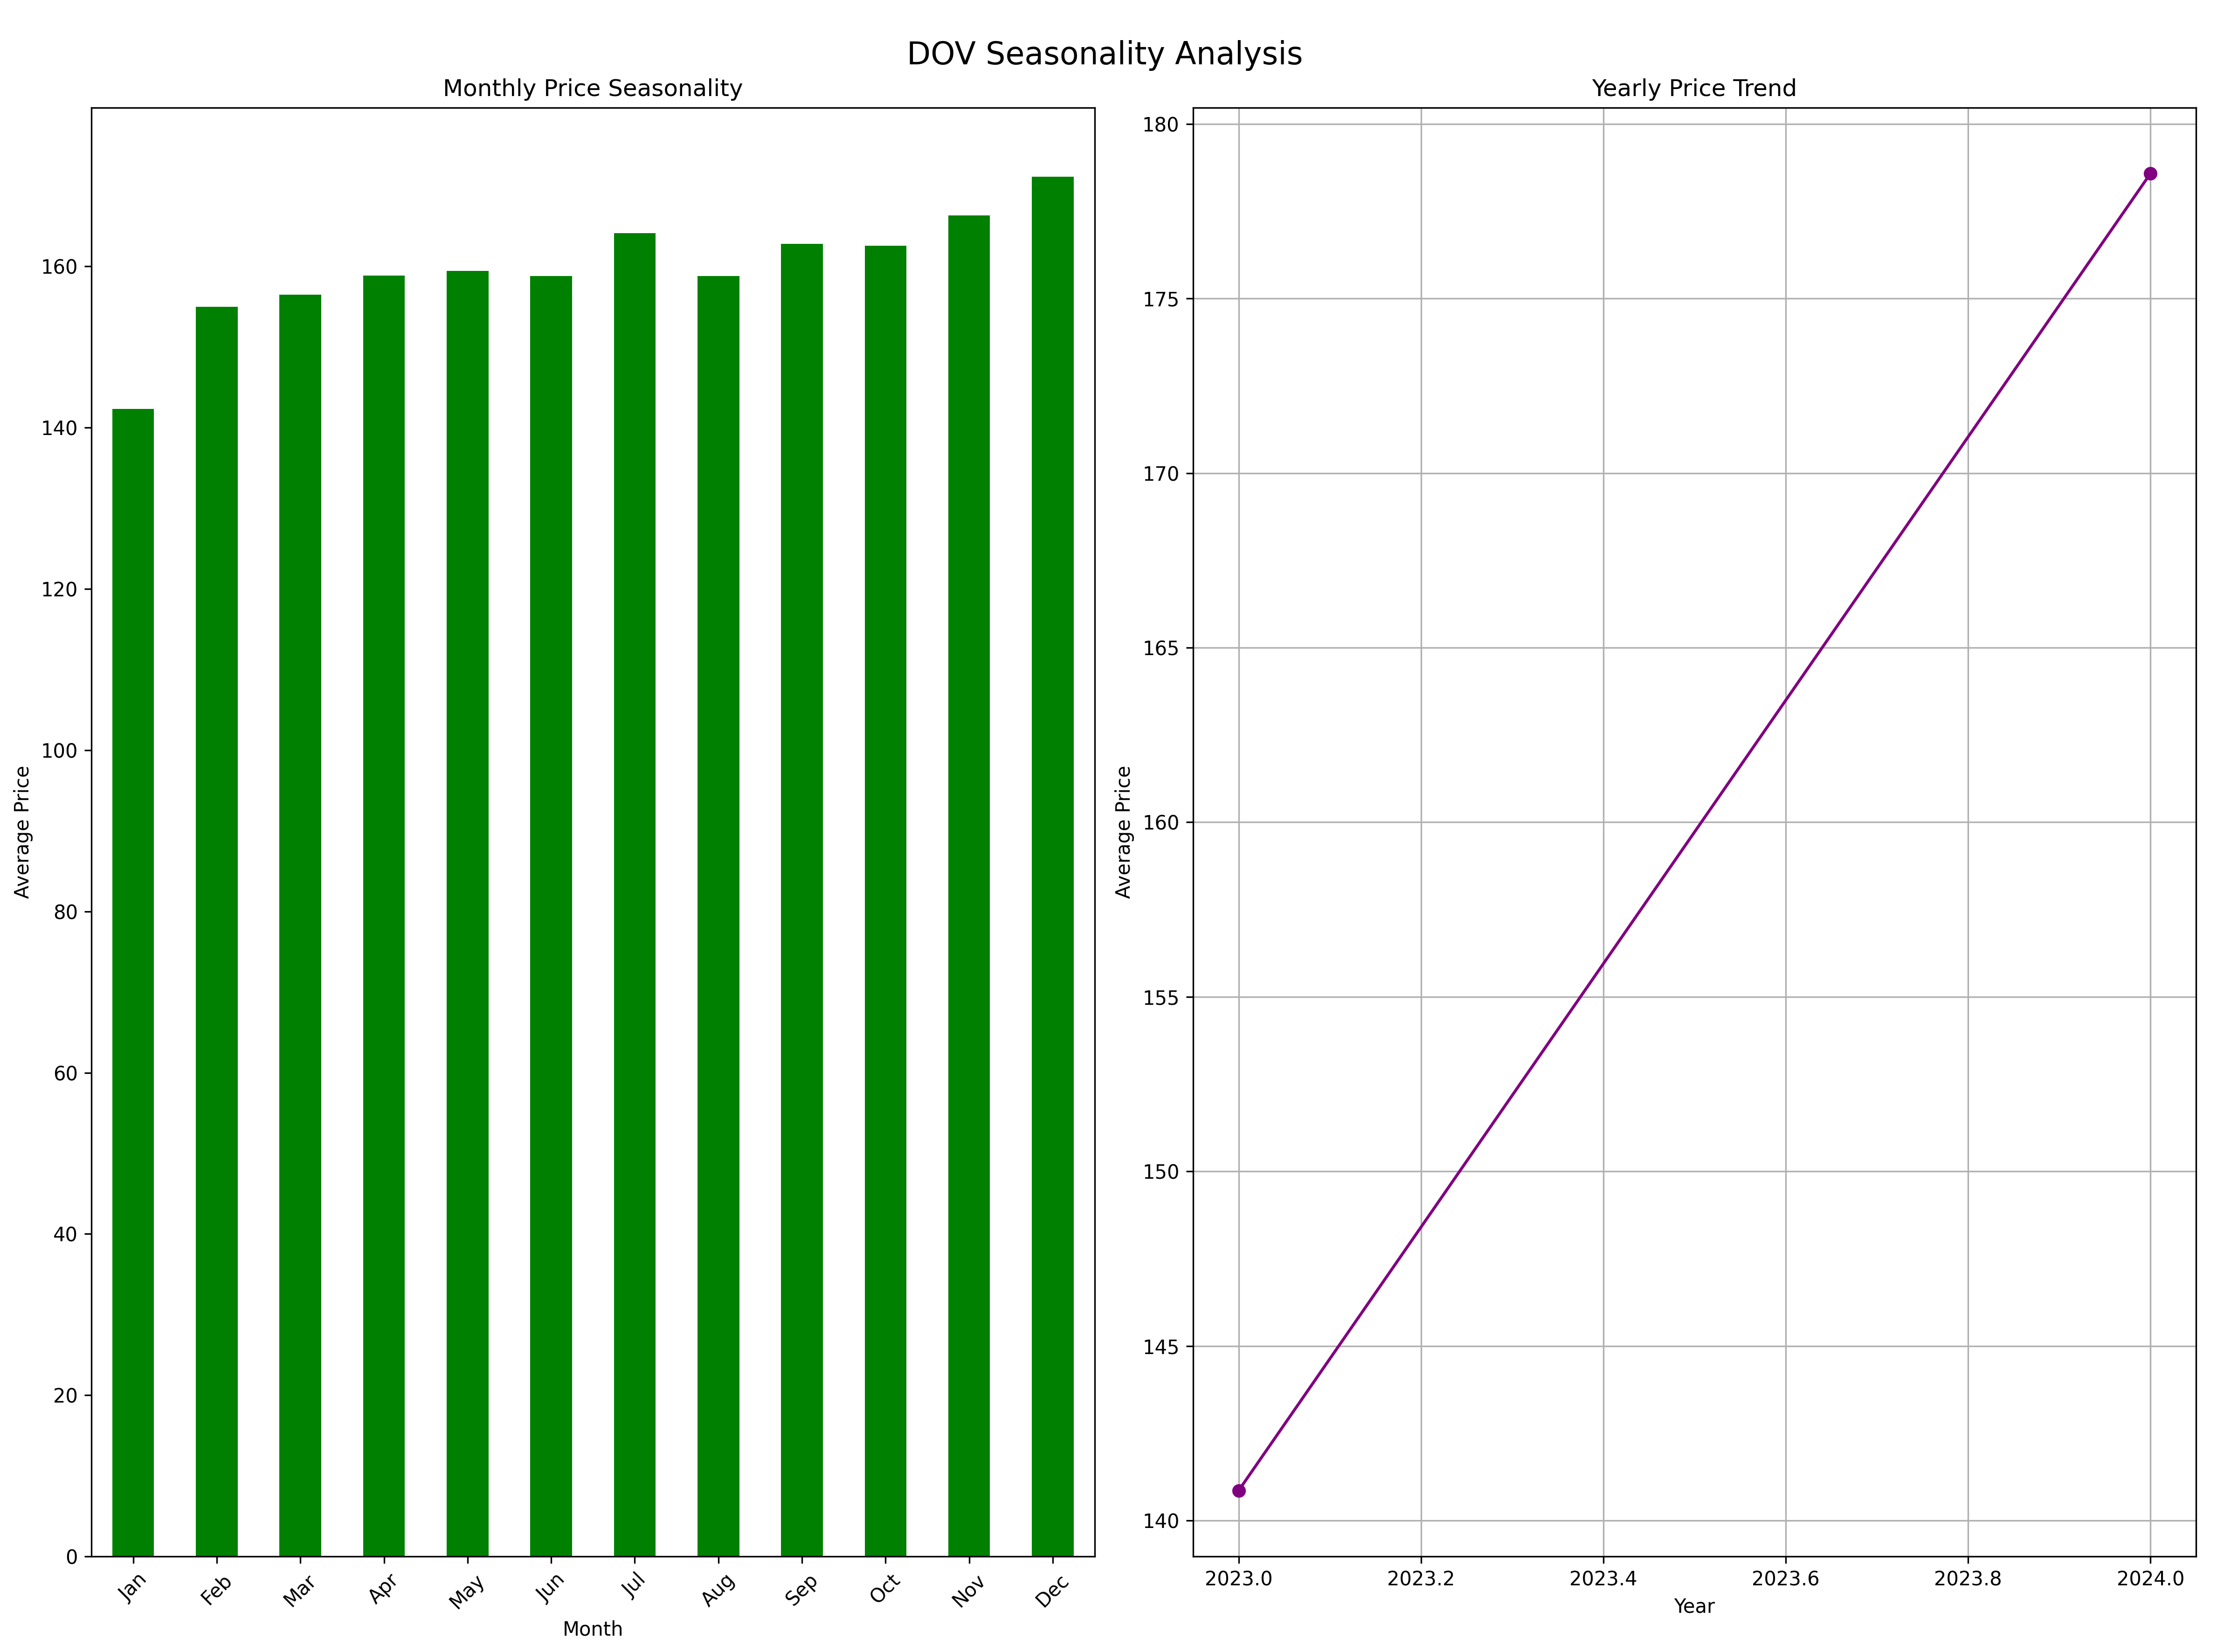 DOV Seasonality Analysis
Monthly Price Seasonality
Average Price
160
140
120
100
80
60
40
20
0
Jan Feb Mar Apr May Jun Jul Aug Sep Oct Nov Dec
Month
Yearly Price Trend
Average Price
180
175
170
165
160
155
150
145
140
2023.0 2023.2 2023.4 2023.6 2023.8 2024.0
Year